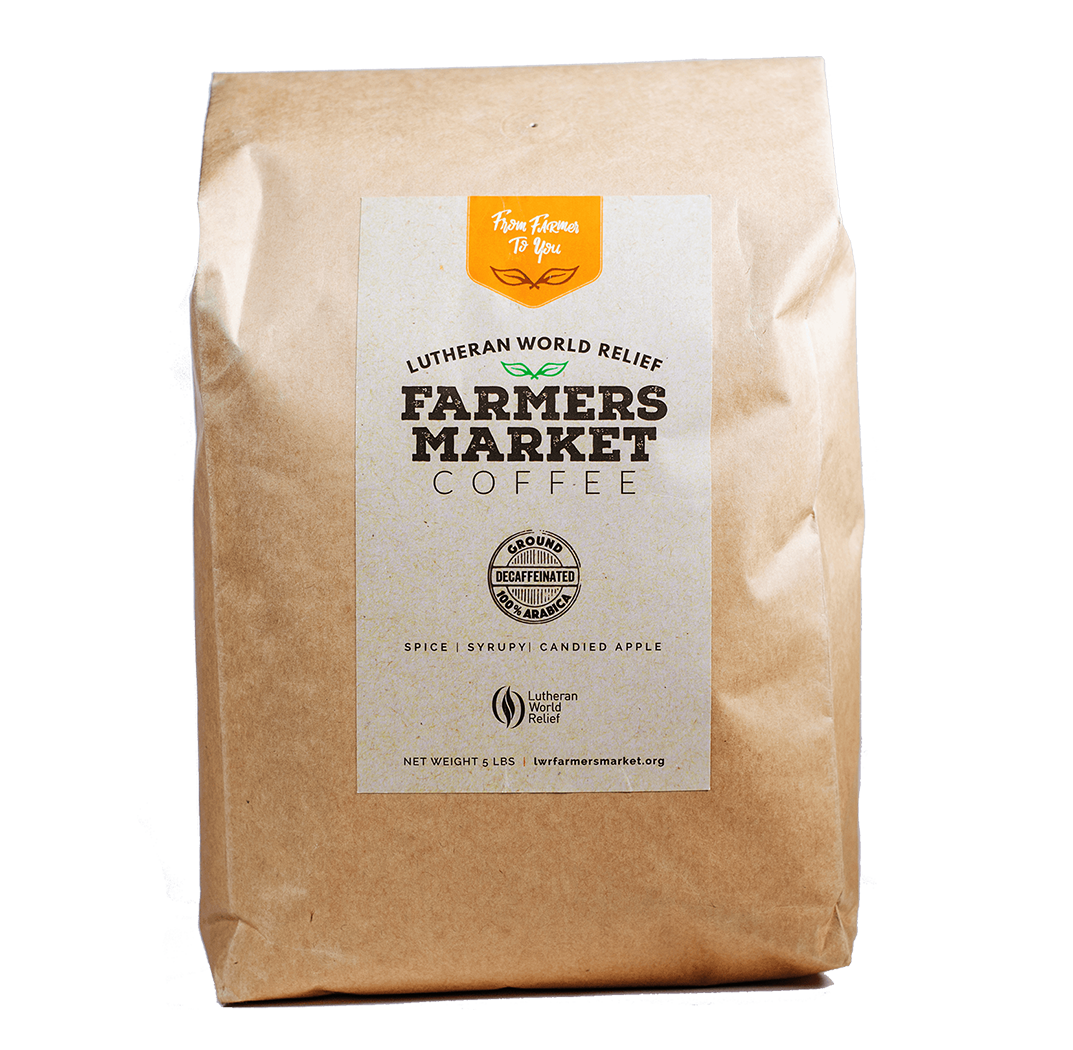 From Farmer
To You
LUTHERAN WORLD RELIEF
FARMERS
MARKET
COFFEE
GROUND
DECAFFEINATED
100% ARABICA
SPICE | SYRUPY| CANDIED APPLE
Lutheran
World
Relief
NET WEIGHT 5 LBS | lwrfarmersmarket.org